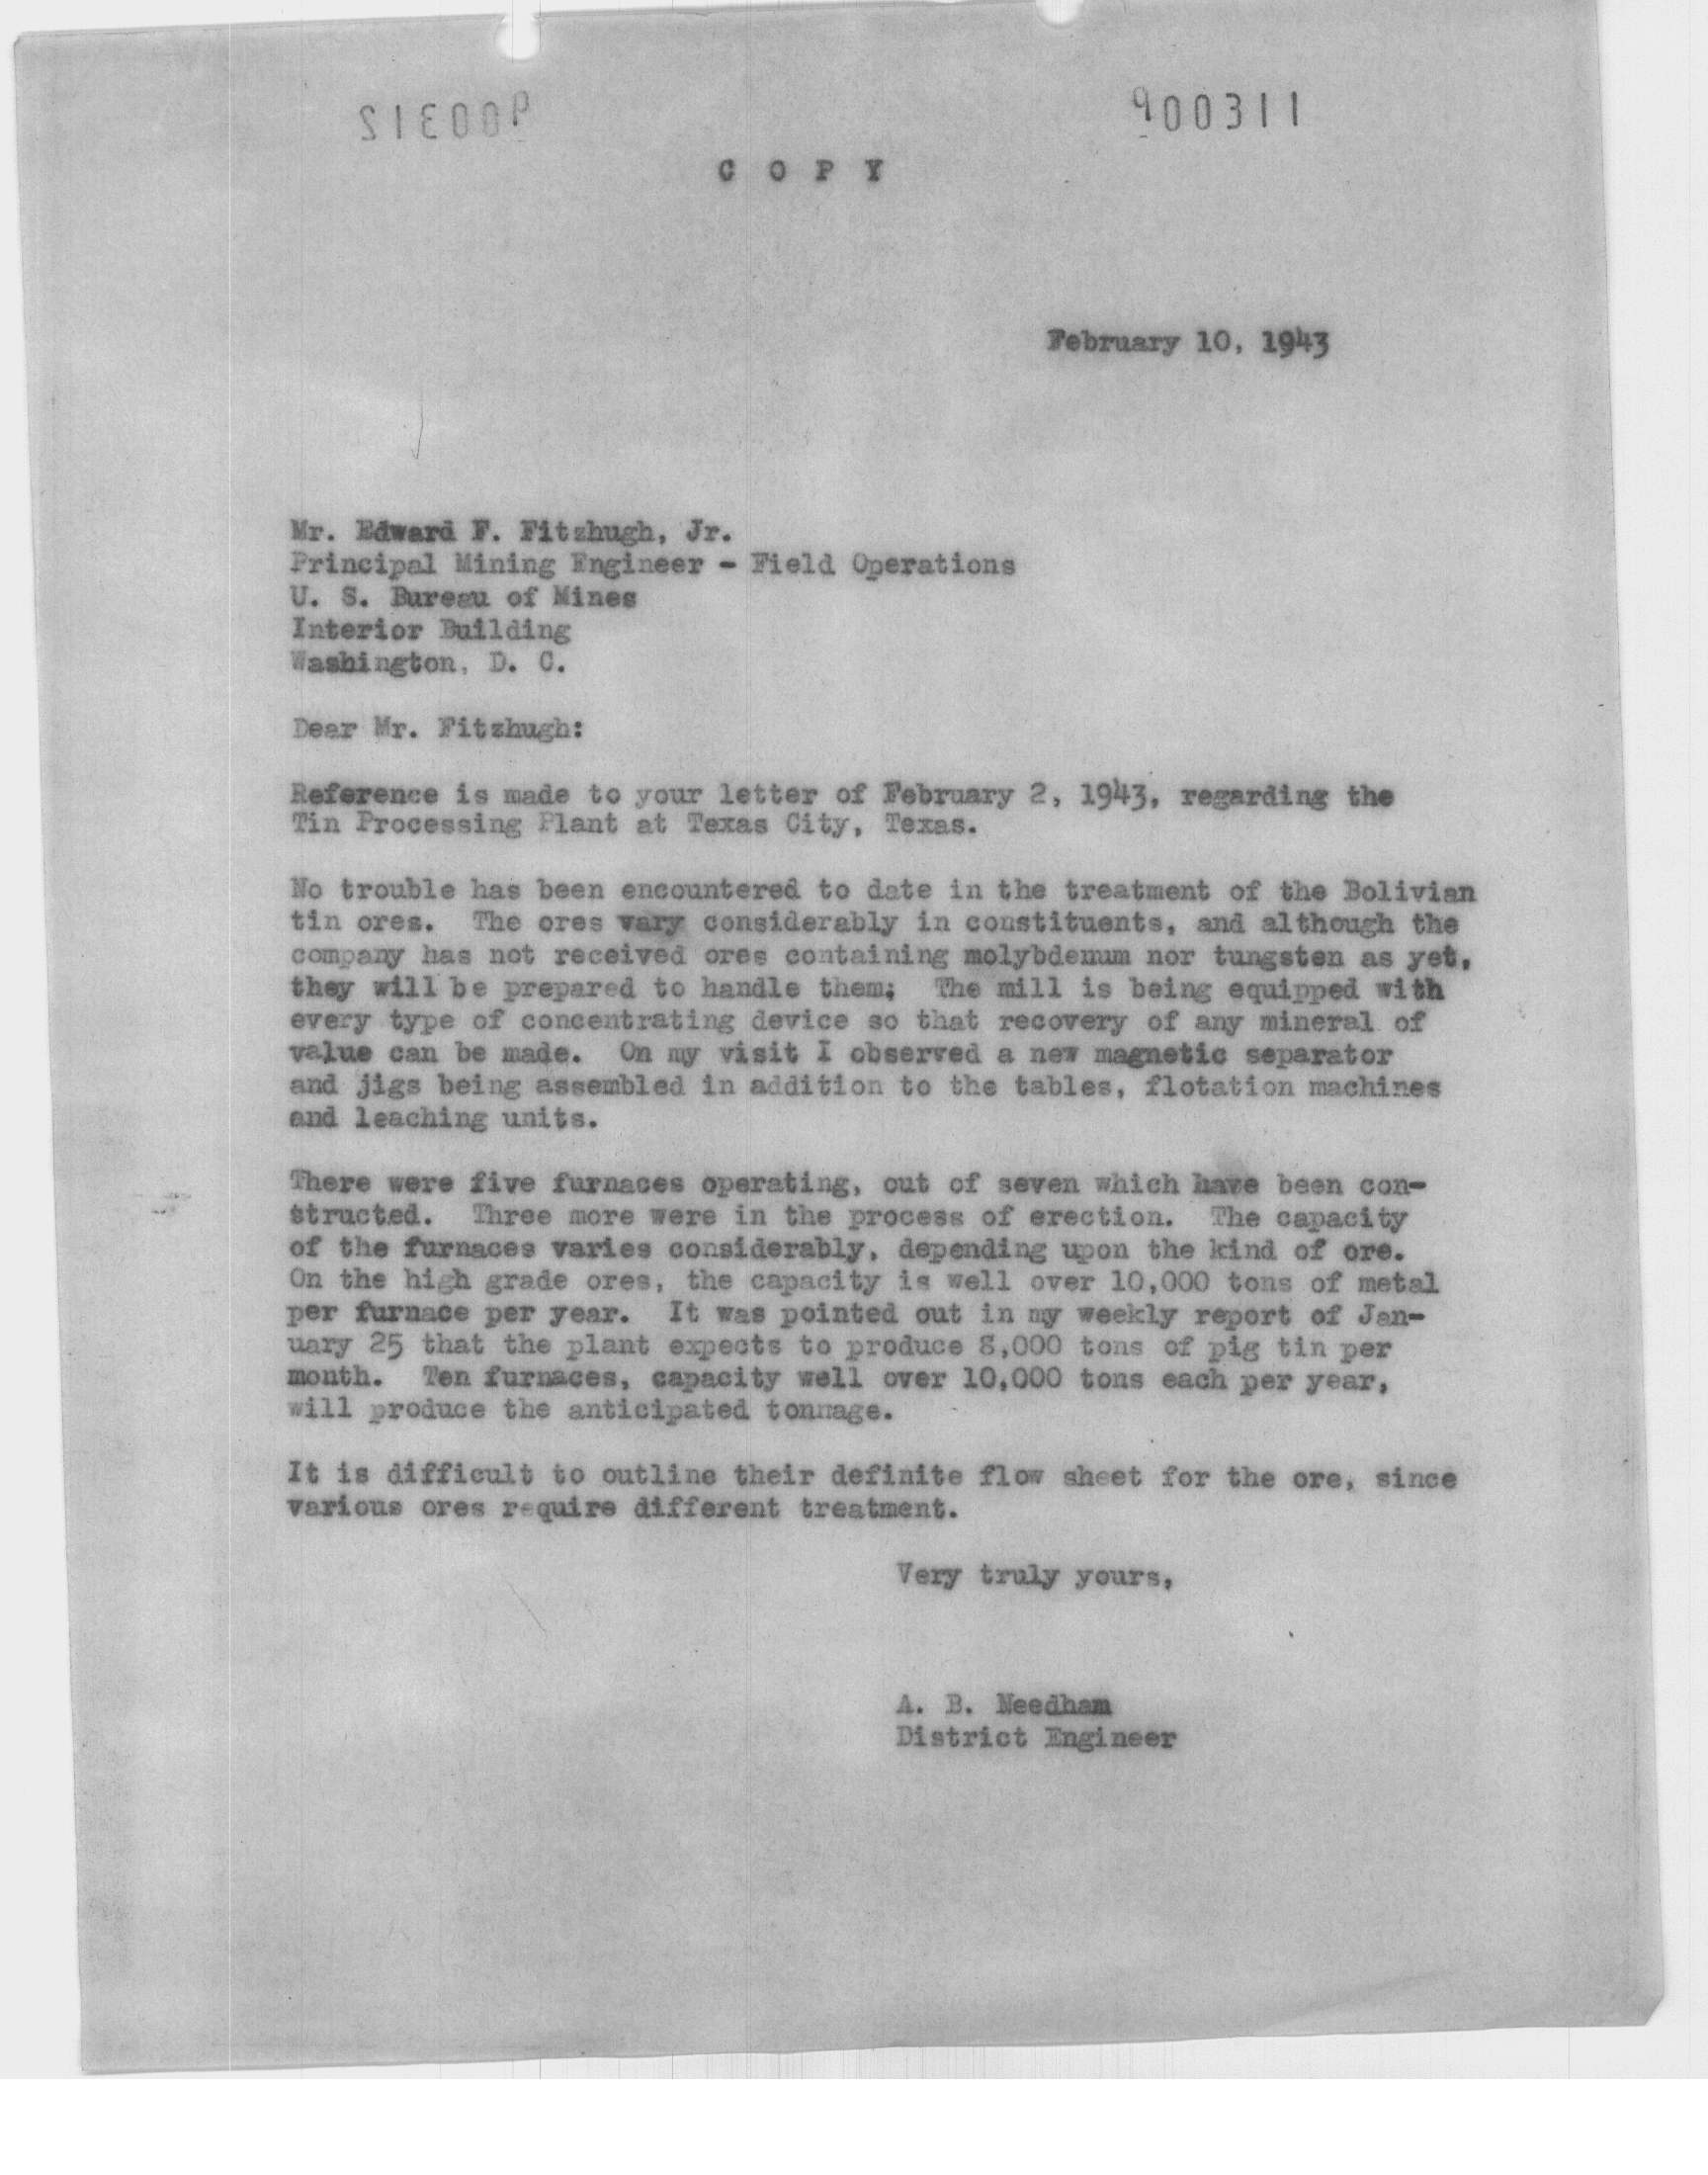 900312
900311
C O P Y
February 10, 1943
Mr. Edward F. Fitzhugh, Jr.
Principal Mining Engineer - Field Operations
U. S. Bureau of Mines
Interior Building
Washington, D. C.
Dear Mr. Fitzhugh:
Reference is made to your letter of February 2, 1943, regarding the
Tin Processing Plant at Texas City, Texas.
No trouble has been encountered to date in the treatment of the Bolivian
tin ores. The ores vary considerably in constituents, and although the
company has not received ores containing molybdenum nor tungsten as yet,
they will be prepared to handle them; The mill is being equipped with
every type of concentrating device so that recovery of any mineral of
value can be made. On my visit I observed a new magnetic separator
and jigs being assembled in addition to the tables, flotation machines
and leaching units.
There were five furnaces operating, out of seven which have been con-
structed. Three more were in the process of erection. The capacity
of the furnaces varies considerably, depending upon the kind of ore.
On the high grade ores, the capacity is well over 10,000 tons of metal
per furnace per year. It was pointed out in my weekly report of Jan-
uary 25 that the plant expects to produce 8,000 tons of pig tin per
month. Ten furnaces, capacity well over 10,000 tons each per year,
will produce the anticipated tonnage.
It is difficult to outline their definite flow sheet for the ore, since
various ores require different treatment.
Very truly yours,
A. B. Needham
District Engineer